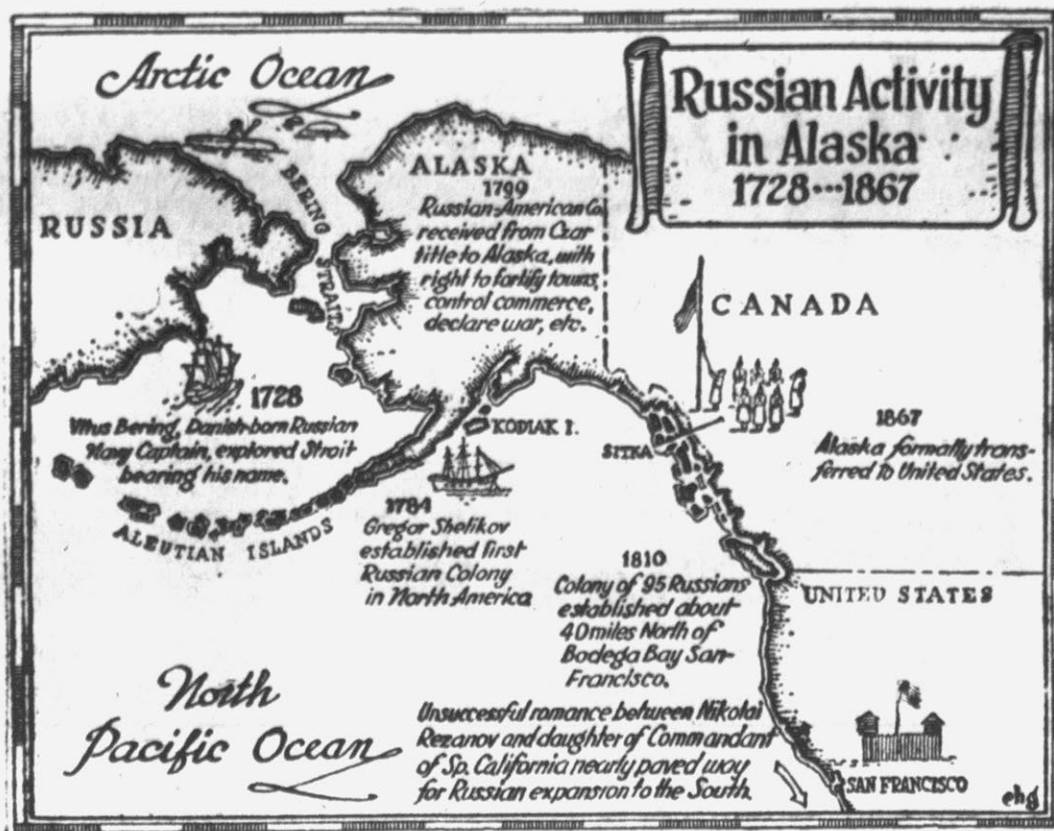 Russian Activity
in Alaska
1728•••1867
Arctic Ocean
RUSSIA
BERING
STRAIT
ALASKA
1799
Russian-American Co.
received from Czar
title to Alaska, with
right to fortify towns,
control commerce,
declare war, etc.
CANADA
1728
Vitus Bering, Danish-born Russian
Navy Captain, explored Strait
bearing his name.
KODIAK I.
SITKA
1867
Alaska formally trans-
ferred to United States.
ALEUTIAN ISLANDS
1784
Gregor Shelikov
established first
Russian Colony
in North America
1810
Colony of 95 Russians
established about
40 miles North of
Bodega Bay San
Francisco.
UNITED STATES
North
Pacific Ocean
Unsuccessful romance between Nikolai
Rezanov and daughter of Commandant
of Sp. California nearly paved way
for Russian expansion to the South.
SAN FRANCISCO
ehg